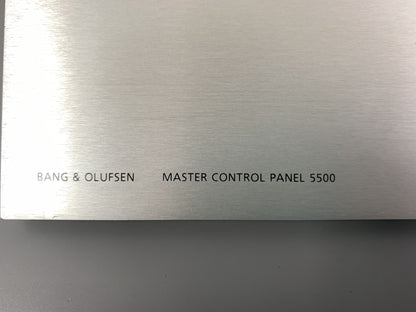 BANG & OLUFSEN MASTER CONTROL PANEL 5500